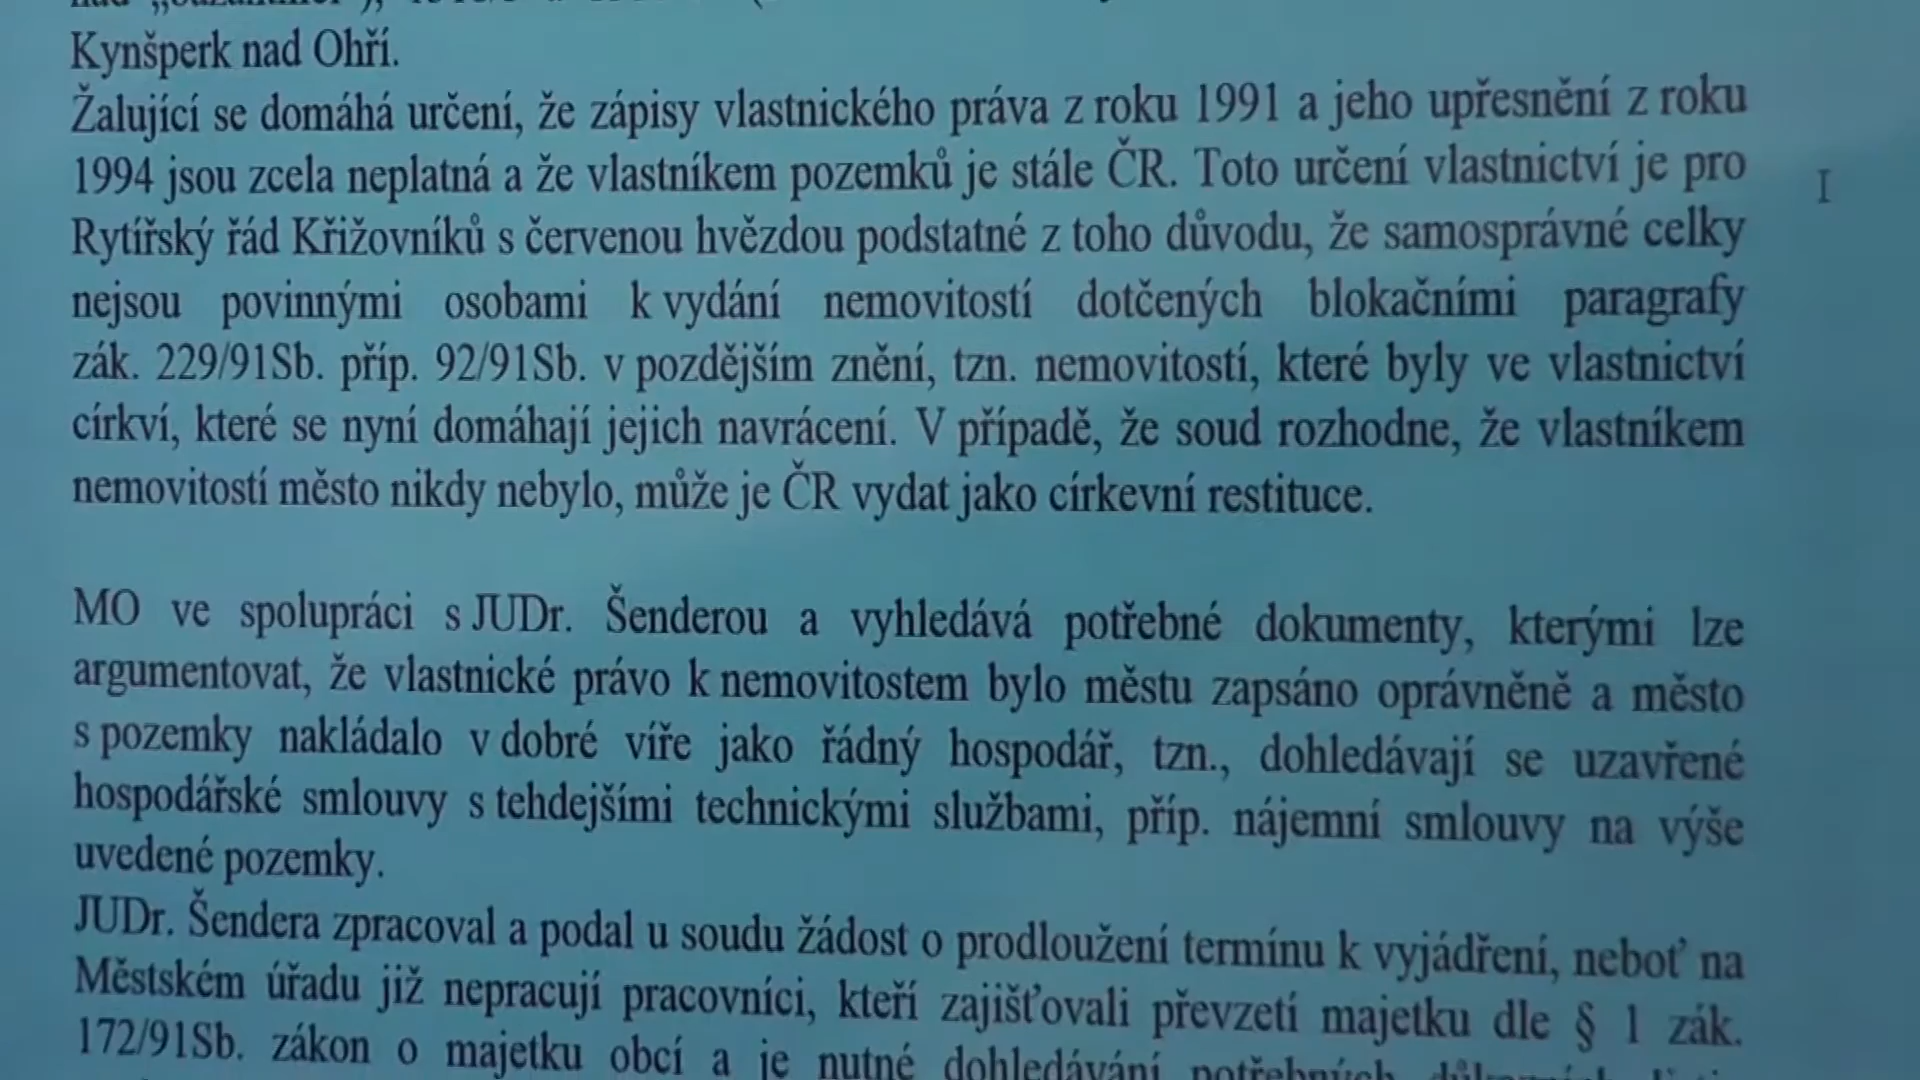 Kynšperk nad Ohří.
Žalující se domáhá určení, že zápisy vlastnického práva z roku 1991 a jeho upřesnění z roku
1994 jsou zcela neplatná a že vlastníkem pozemků je stále ČR. Toto určení vlastnictví je pro
Rytířský řád Křižovníků s červenou hvězdou podstatné z toho důvodu, že samosprávné celky
nejsou povinnými osobami k vydání nemovitostí dotčených blokačními paragrafy
zák. 229/91Sb. příp. 92/91Sb. v pozdějším znění, tzn. nemovitostí, které byly ve vlastnictví
církví, které se nyní domáhají jejich navrácení. V případě, že soud rozhodne, že vlastníkem
nemovitostí město nikdy nebylo, může je ČR vydat jako církevní restituce.
MO ve spolupráci s JUDr. Šenderou a vyhledává potřebné dokumenty, kterými lze
argumentovat, že vlastnické právo k nemovitostem bylo městu zapsáno oprávněně a město
s pozemky nakládalo v dobré víře jako řádný hospodář, tzn., dohledávají se uzavřené
hospodářské smlouvy s tehdejšími technickými službami, příp. nájemní smlouvy na výše
uvedené pozemky.
JUDr. Šendera zpracoval a podal u soudu žádost o prodloužení termínu k vyjádření, neboť na
Městském úřadu již nepracují pracovníci, kteří zajišťovali převzetí majetku dle § 1 zák.
172/91Sb. zákon o majetku obcí a je nutné dohledávání potřebných